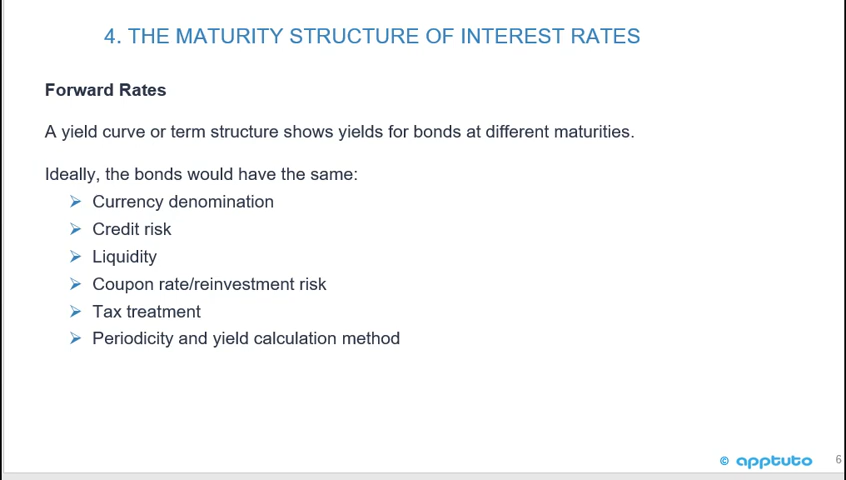 4. THE MATURITY STRUCTURE OF INTEREST RATES
Forward Rates
A yield curve or term structure shows yields for bonds at different maturities.
Ideally, the bonds would have the same:
➢ Currency denomination
➢ Credit risk
➢ Liquidity
➢ Coupon rate/reinvestment risk
➢ Tax treatment
➢ Periodicity and yield calculation method
© apptuto 6